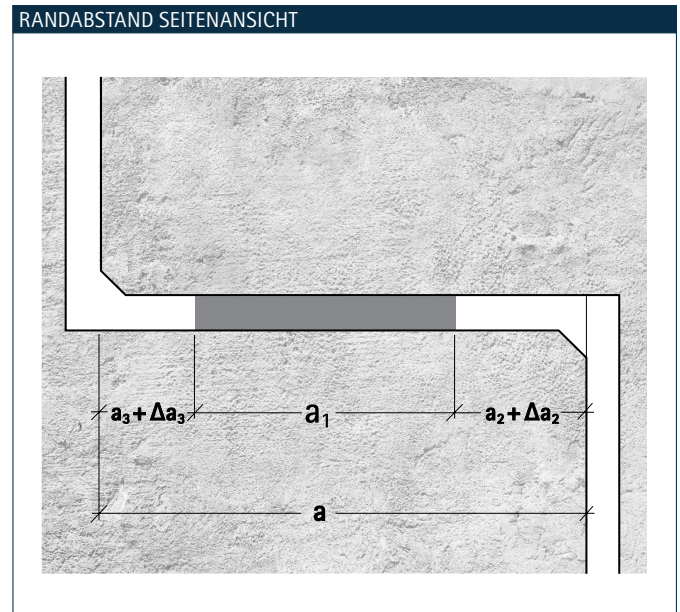 RANDABSTAND SEITENANSICHT
a₃ + Δa₃ a₁ a₂ + Δa₂
a